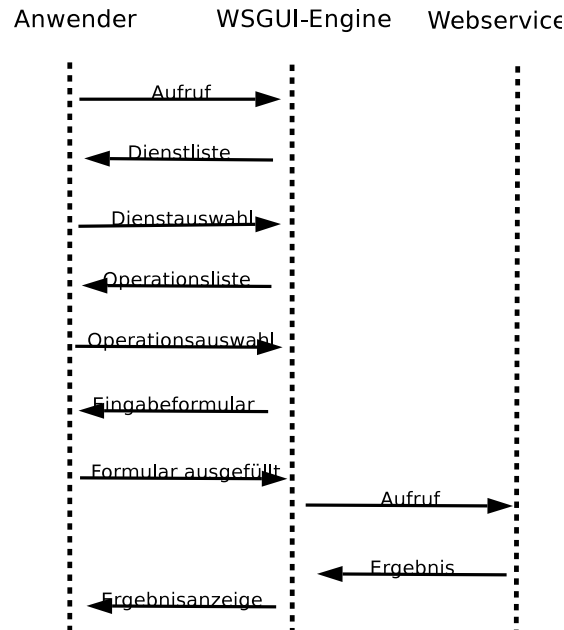 Anwender WSGUI-Engine Webservice
Aufruf
Dienstliste
Dienstauswahl
Operationsliste
Operationsauswahl
Eingabeformular
Formular ausgefüllt
Aufruf
Ergebnis
Ergebnisanzeige